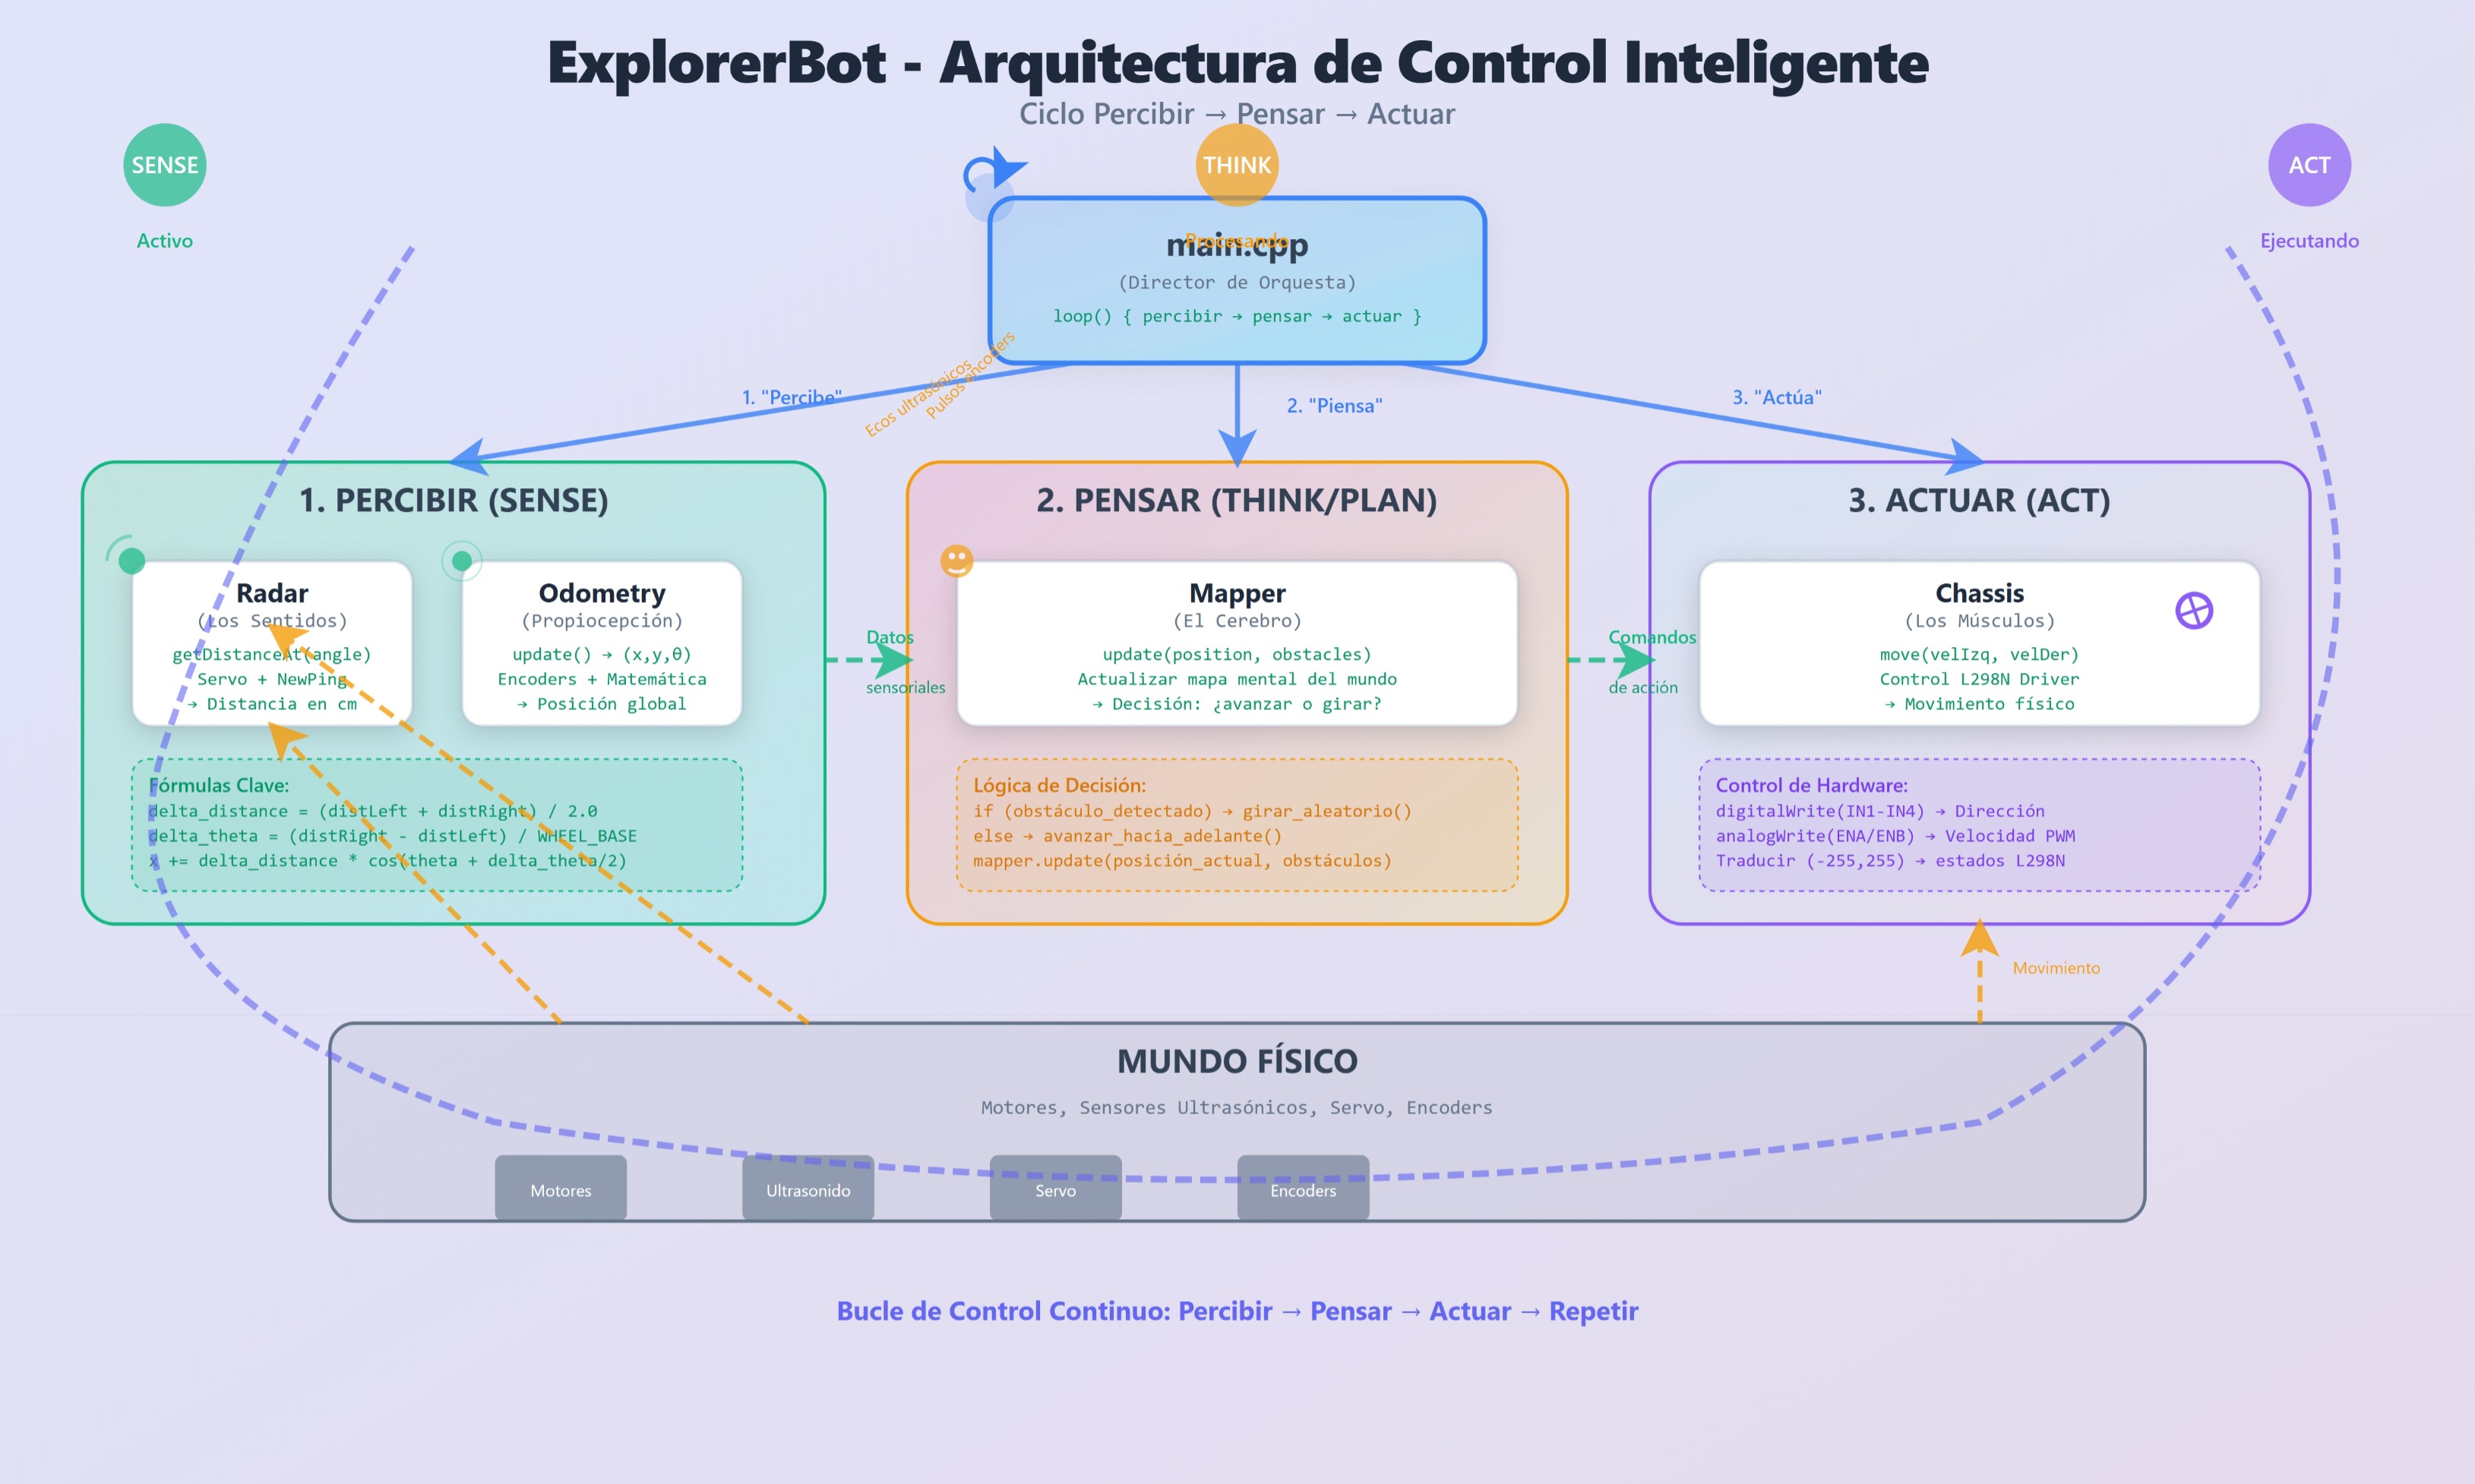 ExplorerBot - Arquitectura de Control Inteligente
Ciclo Percibir → Pensar → Actuar
SENSE
Activo
THINK
Procesando
ACT
Ejecutando
main.cpp
(Director de Orquesta)
loop() { percibir → pensar → actuar }
1. "Percibe"
Ecos ultrasónicos
Pulsos encoders
2. "Piensa"
3. "Actúa"
1. PERCIBIR (SENSE)
Radar
(Los Sentidos)
getDistanceAt(angle)
Servo + NewPing
→ Distancia en cm
Odometry
(Propiocepción)
update() → (x,y,θ)
Encoders + Matemática
→ Posición global
Fórmulas Clave:
delta_distance = (distLeft + distRight) / 2.0
delta_theta = (distRight - distLeft) / WHEEL_BASE
x += delta_distance * cos(theta + delta_theta/2)
Datos
sensoriales
2. PENSAR (THINK/PLAN)
Mapper
(El Cerebro)
update(position, obstacles)
Actualizar mapa mental del mundo
→ Decisión: ¿avanzar o girar?
Lógica de Decisión:
if (obstáculo_detectado) → girar_aleatorio()
else → avanzar_hacia_adelante()
mapper.update(posición_actual, obstáculos)
Comandos
de acción
3. ACTUAR (ACT)
Chassis
(Los Músculos)
move(velIzq, velDer)
Control L298N Driver
→ Movimiento físico
Control de Hardware:
digitalWrite(IN1-IN4) → Dirección
analogWrite(ENA/ENB) → Velocidad PWM
Traducir (-255,255) → estados L298N
Movimiento
MUNDO FÍSICO
Motores, Sensores Ultrasónicos, Servo, Encoders
Motores
Ultrasonido
Servo
Encoders
Bucle de Control Continuo: Percibir → Pensar → Actuar → Repetir